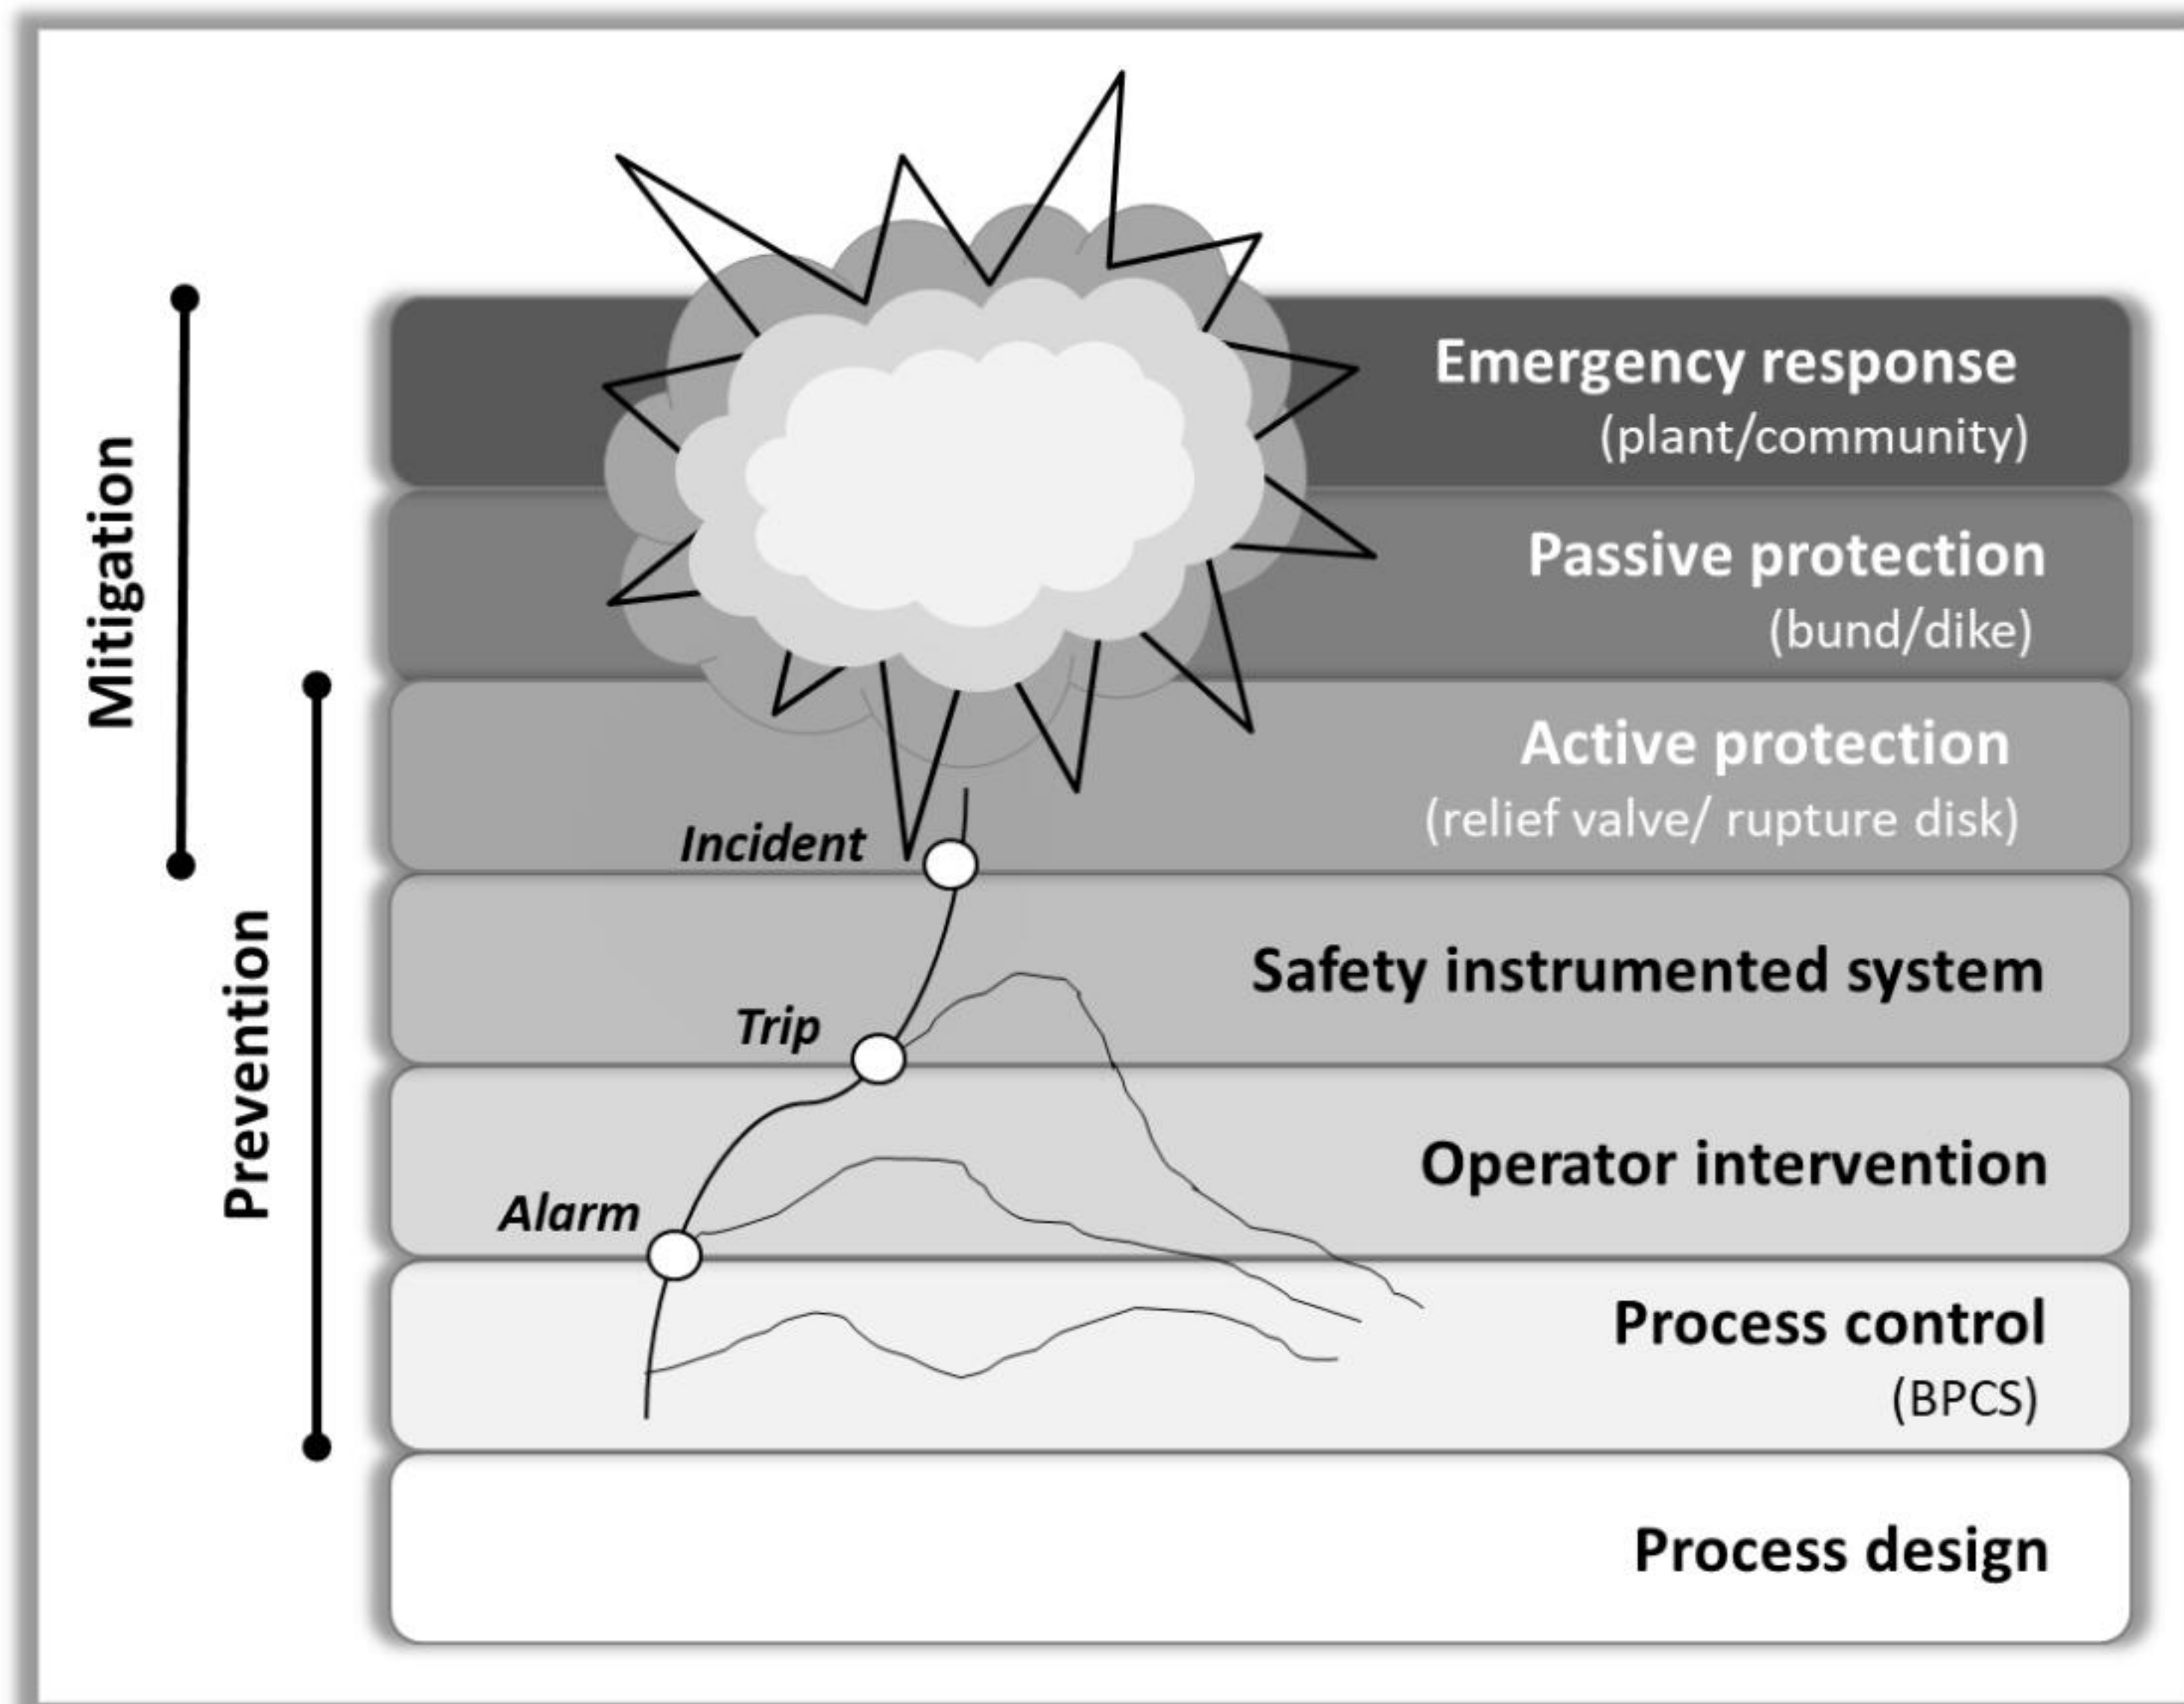 Emergency response
(plant/community)
Mitigation
Passive protection
(bund/dike)
Active protection
(relief valve/ rupture disk)
Incident
Prevention
Safety instrumented system
Trip
Operator intervention
Alarm
Process control
(BPCS)
Process design